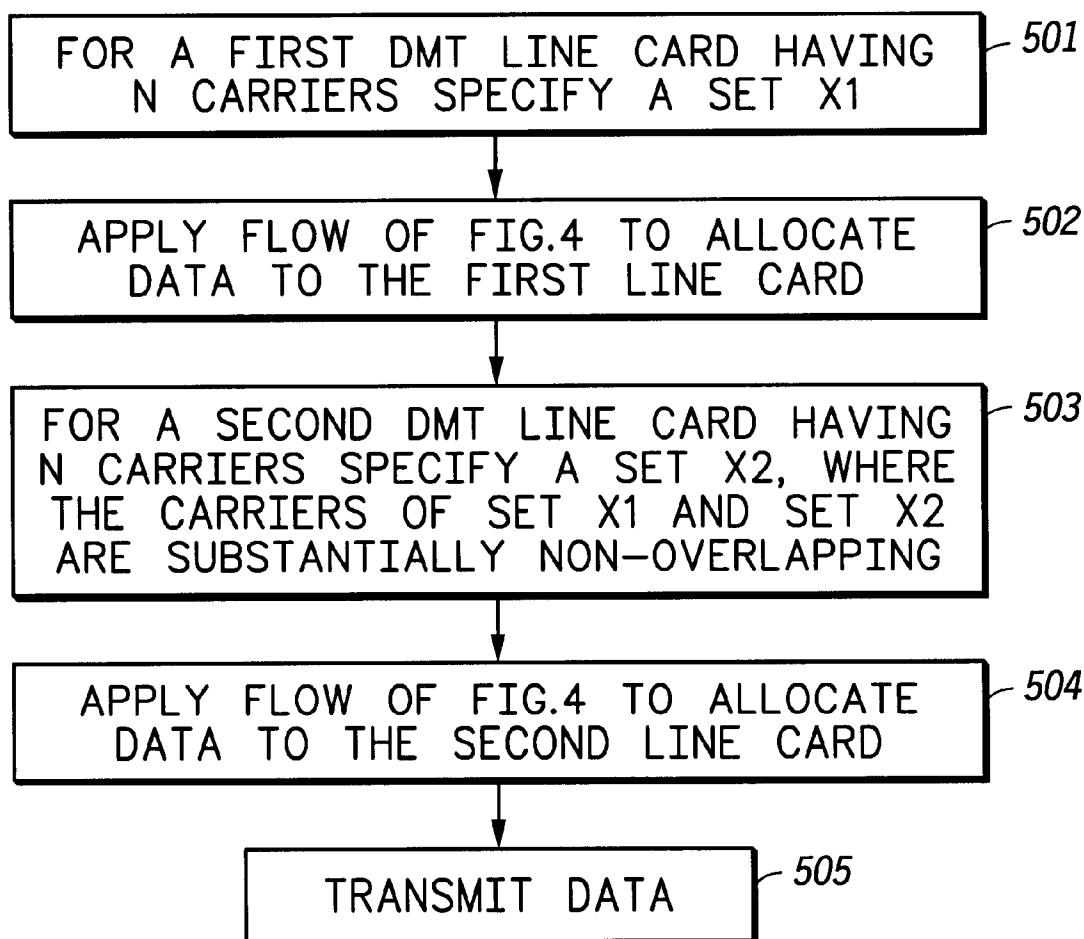 FOR A FIRST DMT LINE CARD HAVING
N CARRIERS SPECIFY A SET X1
501
APPLY FLOW OF FIG.4 TO ALLOCATE
DATA TO THE FIRST LINE CARD
502
FOR A SECOND DMT LINE CARD HAVING
N CARRIERS SPECIFY A SET X2, WHERE
THE CARRIERS OF SET X1 AND SET X2
ARE SUBSTANTIALLY NON-OVERLAPPING
503
APPLY FLOW OF FIG.4 TO ALLOCATE
DATA TO THE SECOND LINE CARD
504
TRANSMIT DATA
505